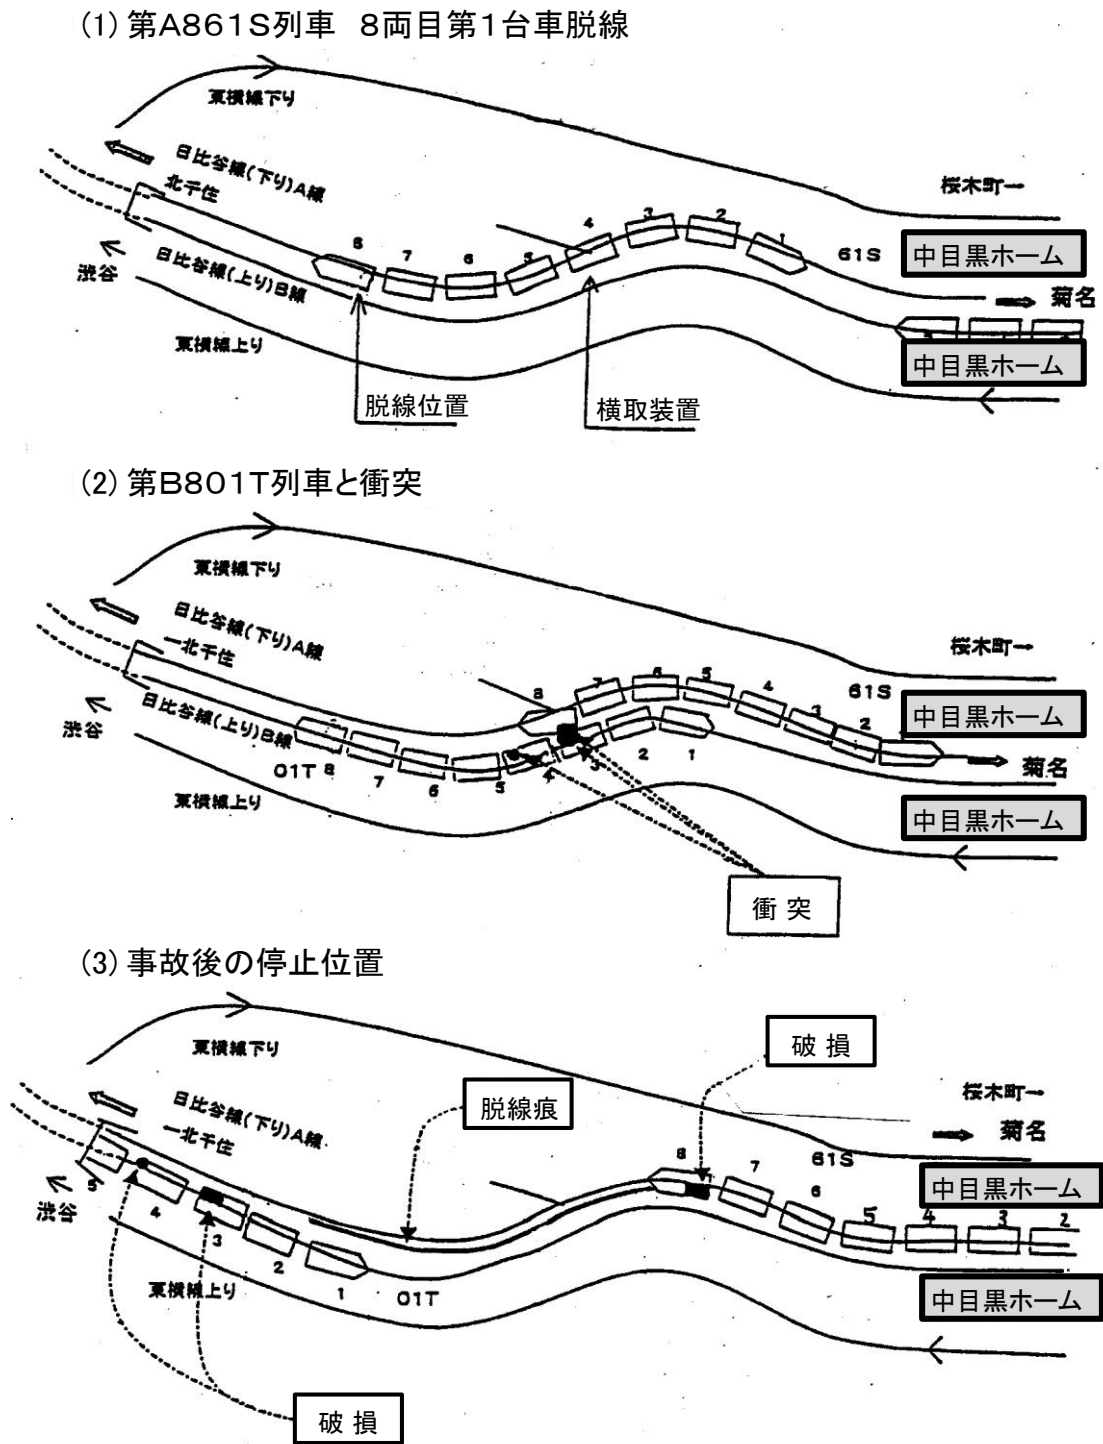 (1) 第A861S列車 8両目第1台車脱線
東横線下り
日比谷線(下り)A線
北千住
桜木町→
渋谷
日比谷線(上り)B線
東横線上り
8
7
6
5
4
3
2
1
61S
中目黒ホーム
菊名
中目黒ホーム
脱線位置
横取装置
(2) 第B801T列車と衝突
東横線下り
日比谷線(下り)A線
北千住
桜木町→
渋谷
日比谷線(上り)B線
01T
東横線上り
8
7
6
5
4
3
2
61S
中目黒ホーム
菊名
8
7
6
5
4
3
2
1
中目黒ホーム
衝突
(3) 事故後の停止位置
東横線下り
破損
脱線痕
日比谷線(下り)A線
北千住
桜木町→
菊名
渋谷
5
4
3
2
1
01T
東横線上り
8
7
6
5
4
3
2
61S
中目黒ホーム
中目黒ホーム
破損